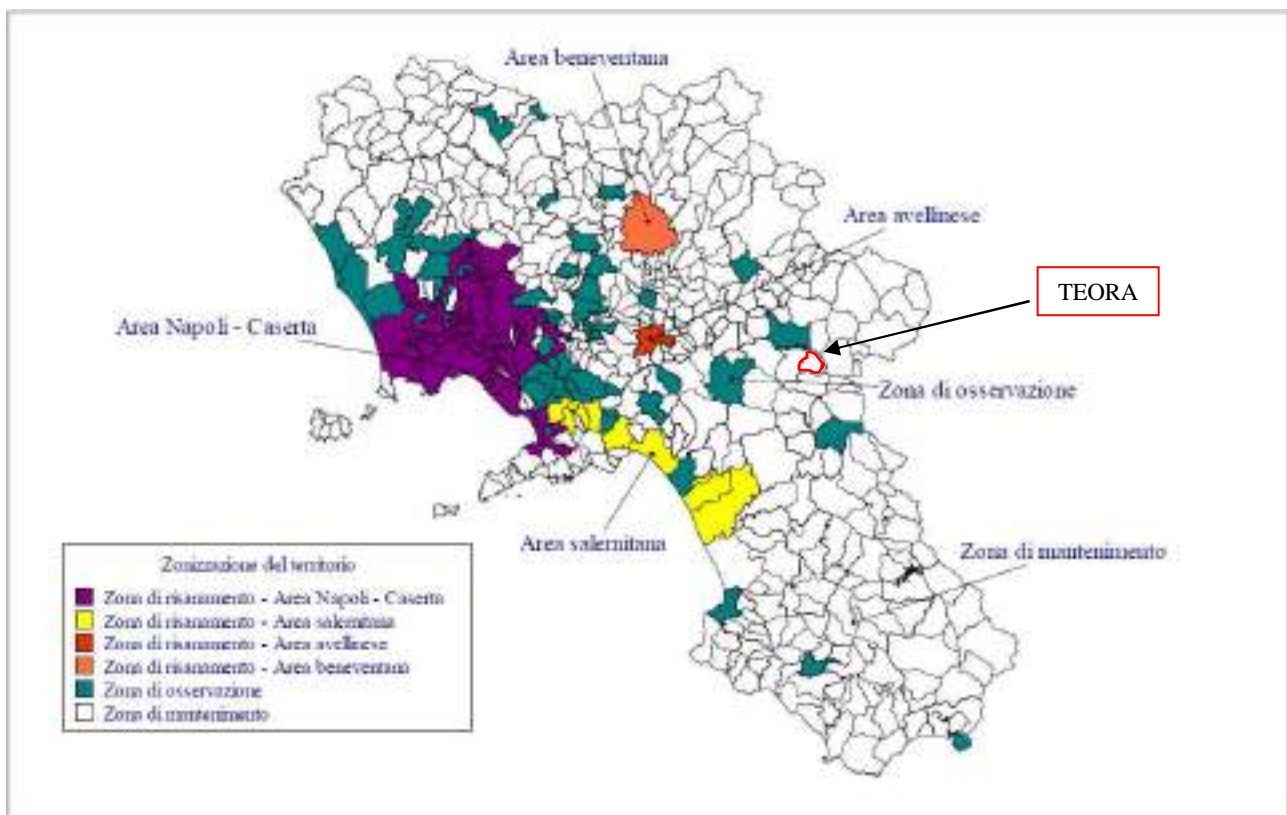 Area beneventana
Area avellinese
TEORA
Area Napoli - Caserta
Zona di osservazione
Area salernitana
Zona di mantenimento
Zonizzazione del territorio
Zona di risanamento - Area Napoli - Caserta
Zona di risanamento - Area salernitana
Zona di risanamento - Area avellinese
Zona di risanamento - Area beneventana
Zona di osservazione
Zona di mantenimento